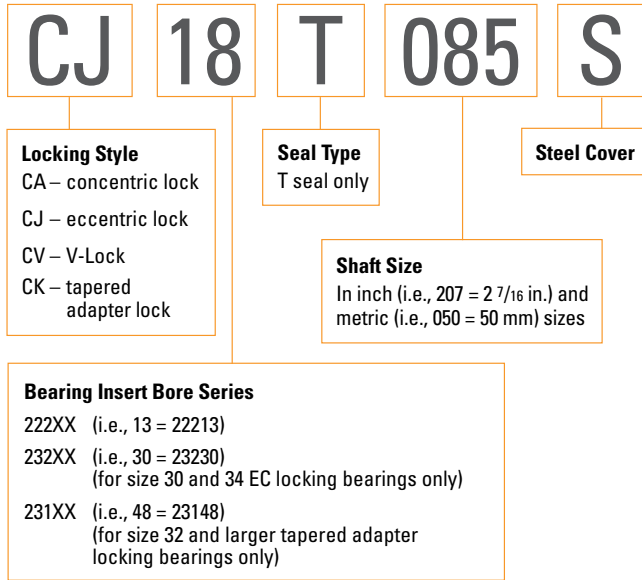 CJ 18 T 085 S
Locking Style
CA – concentric lock
CJ – eccentric lock
CV – V-Lock
CK – tapered
adapter lock
Seal Type
T seal only
Steel Cover
Shaft Size
In inch (i.e., 207 = 2 7/16 in.) and
metric (i.e., 050 = 50 mm) sizes
Bearing Insert Bore Series
222XX (i.e., 13 = 22213)
232XX (i.e., 30 = 23230)
(for size 30 and 34 EC locking bearings only)
231XX (i.e., 48 = 23148)
(for size 32 and larger tapered adapter
locking bearings only)